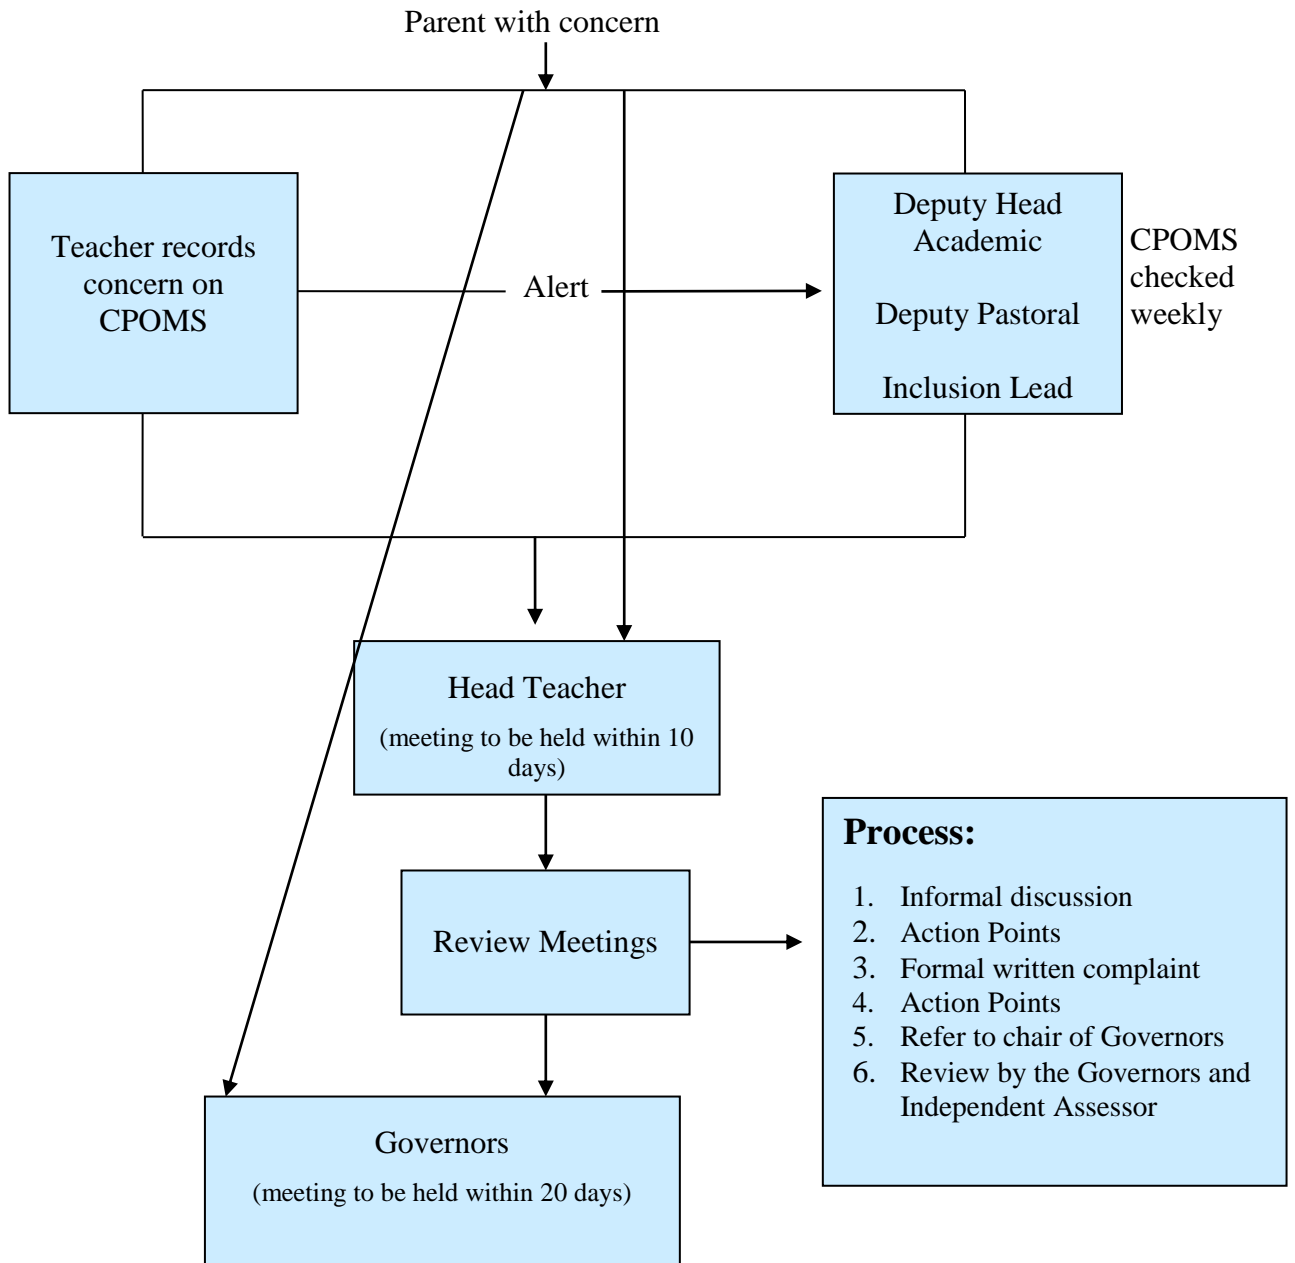 Parent with concern
Teacher records
concern on
CPOMS
Alert
Deputy Head
Academic
Deputy Pastoral
Inclusion Lead
CPOMS
checked
weekly
Head Teacher
(meeting to be held within 10
days)
Review Meetings
Process:
1. Informal discussion
2. Action Points
3. Formal written complaint
4. Action Points
5. Refer to chair of Governors
6. Review by the Governors and
Independent Assessor
Governors
(meeting to be held within 20 days)